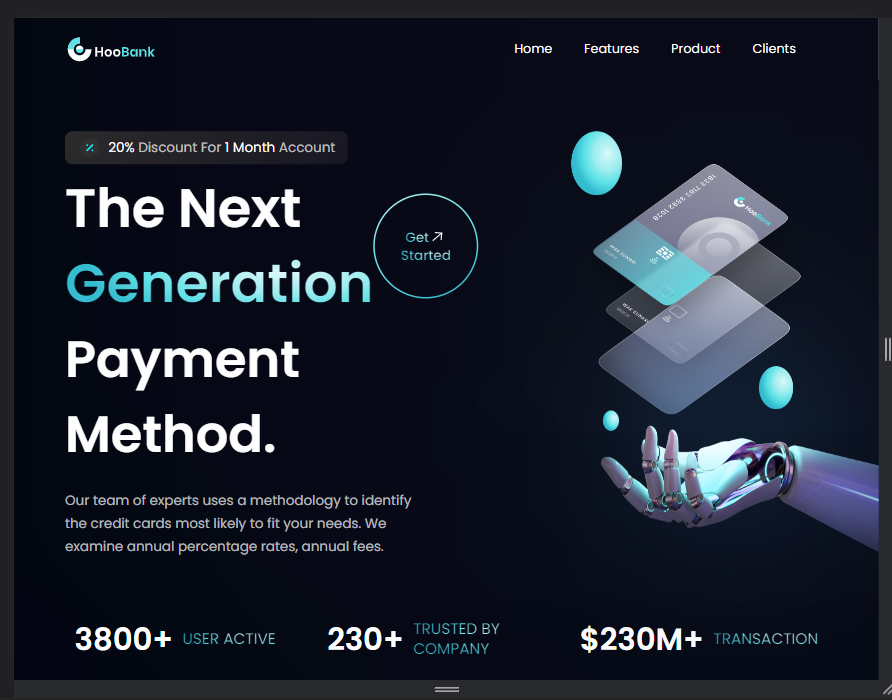 HooBank
Home Features Product Clients
20% Discount For 1 Month Account
The Next
Generation
Payment
Method.
Get
Started
HooBank
Our team of experts uses a methodology to identify
the credit cards most likely to fit your needs. We
examine annual percentage rates, annual fees.
3800+ USER ACTIVE
230+ TRUSTED BY
COMPANY
$230M+ TRANSACTION